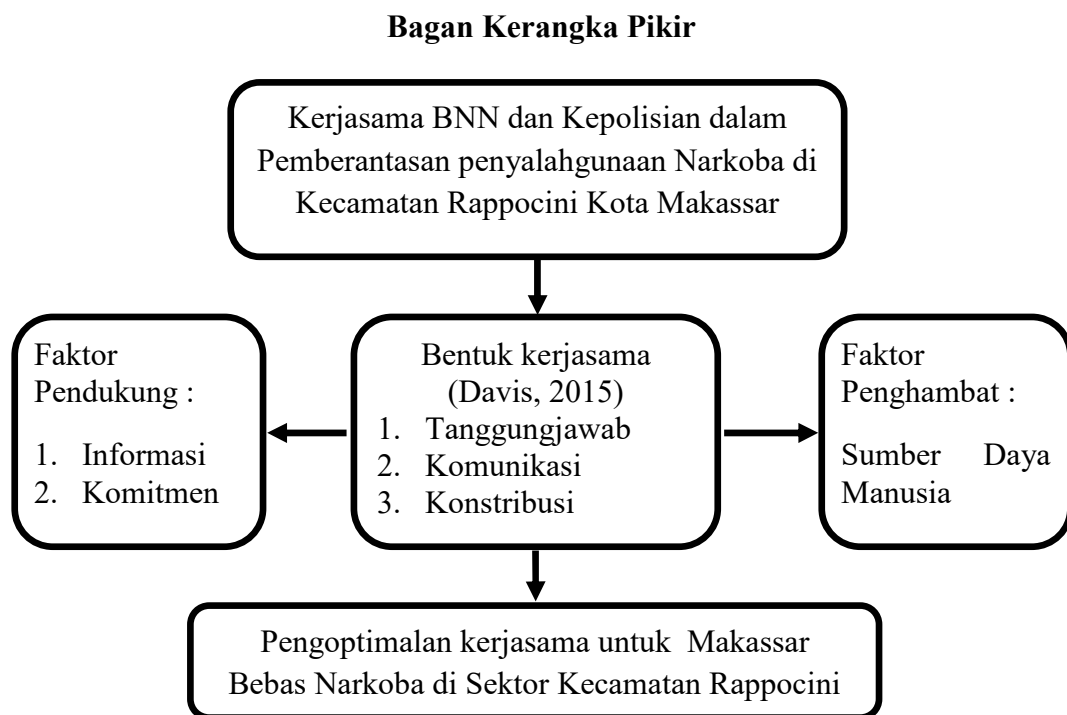 Bagan Kerangka Pikir
Kerjasama BNN dan Kepolisian dalam
Pemberantasan penyalahgunaan Narkoba di
Kecamatan Rappocini Kota Makassar
Faktor
Pendukung :
1. Informasi
2. Komitmen
Bentuk kerjasama
(Davis, 2015)
1. Tanggungjawab
2. Komunikasi
3. Konstribusi
Faktor
Penghambat :
Sumber Daya
Manusia
Pengoptimalan kerjasama untuk Makassar
Bebas Narkoba di Sektor Kecamatan Rappocini